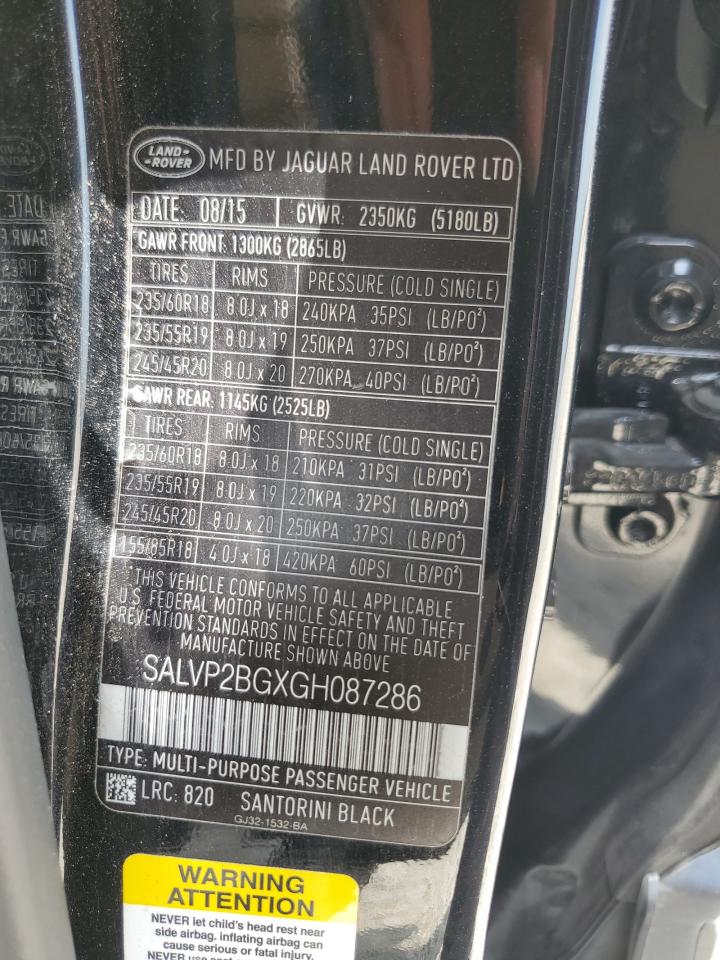 LAND-ROVER MFD BY JAGUAR LAND ROVER LTD
DATE: 08/15 GVWR: 2350KG (5180LB)
GAWR FRONT: 1300KG (2865LB)
TIRES RIMS PRESSURE (COLD SINGLE)
235/60R18 8.0J x 18 240KPA 35PSI (LB/PO²)
235/55R19 8.0J x 19 250KPA 37PSI (LB/PO²)
245/45R20 8.0J x 20 270KPA 40PSI (LB/PO²)
GAWR REAR: 1145KG (2525LB)
TIRES RIMS PRESSURE (COLD SINGLE)
235/60R18 8.0J x 18 210KPA 31PSI (LB/PO²)
235/55R19 8.0J x 19 220KPA 32PSI (LB/PO²)
245/45R20 8.0J x 20 250KPA 37PSI (LB/PO²)
155/85R18 4.0J x 18 420KPA 60PSI (LB/PO²)
THIS VEHICLE CONFORMS TO ALL APPLICABLE
U.S FEDERAL MOTOR VEHICLE SAFETY AND THEFT
PREVENTION STANDARDS IN EFFECT ON THE DATE OF
MANUFACTURE SHOWN ABOVE
SALVP2BGXGH087286
TYPE: MULTI-PURPOSE PASSENGER VEHICLE
LRC: 820 SANTORINI BLACK
GJ32-1532-BA
WARNING
ATTENTION
NEVER let child's head rest near
side airbag. inflating airbag can
cause serious or fatal injury.
NEVER use